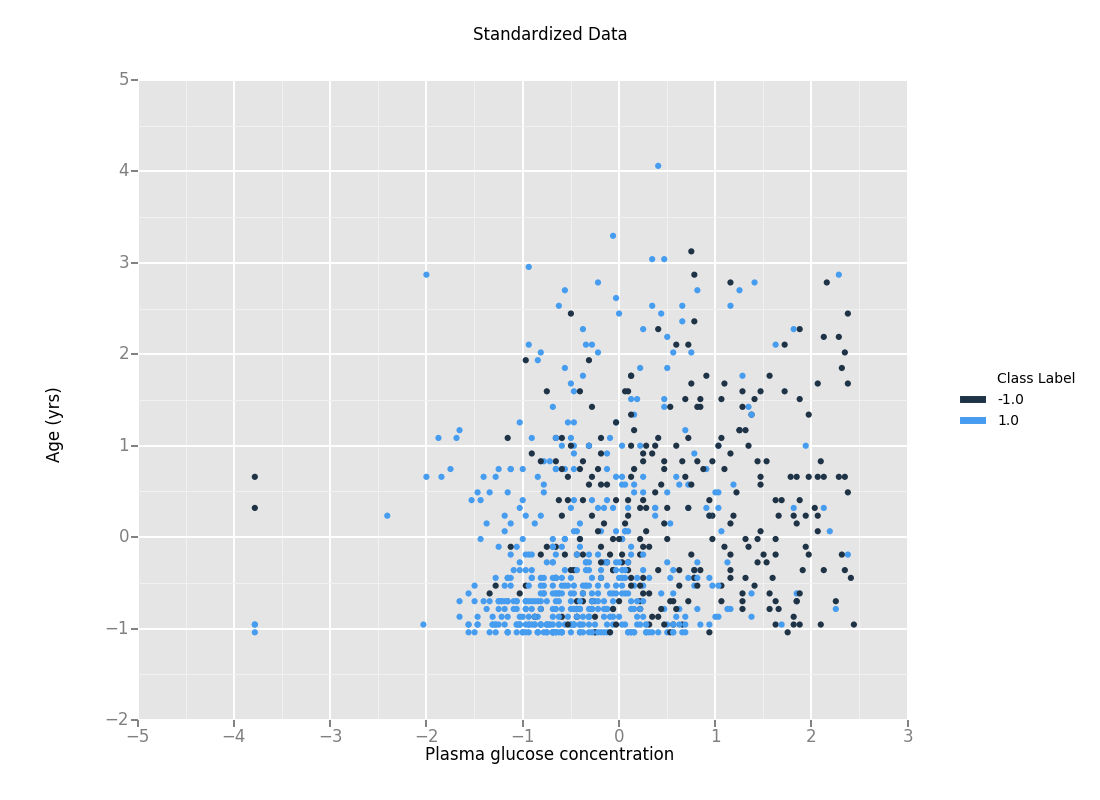 Standardized Data
5
4
3
2
1
0
−1
−2
Age (yrs)
−5 −4 −3 −2 −1 0 1 2 3
Plasma glucose concentration
Class Label
-1.0
1.0